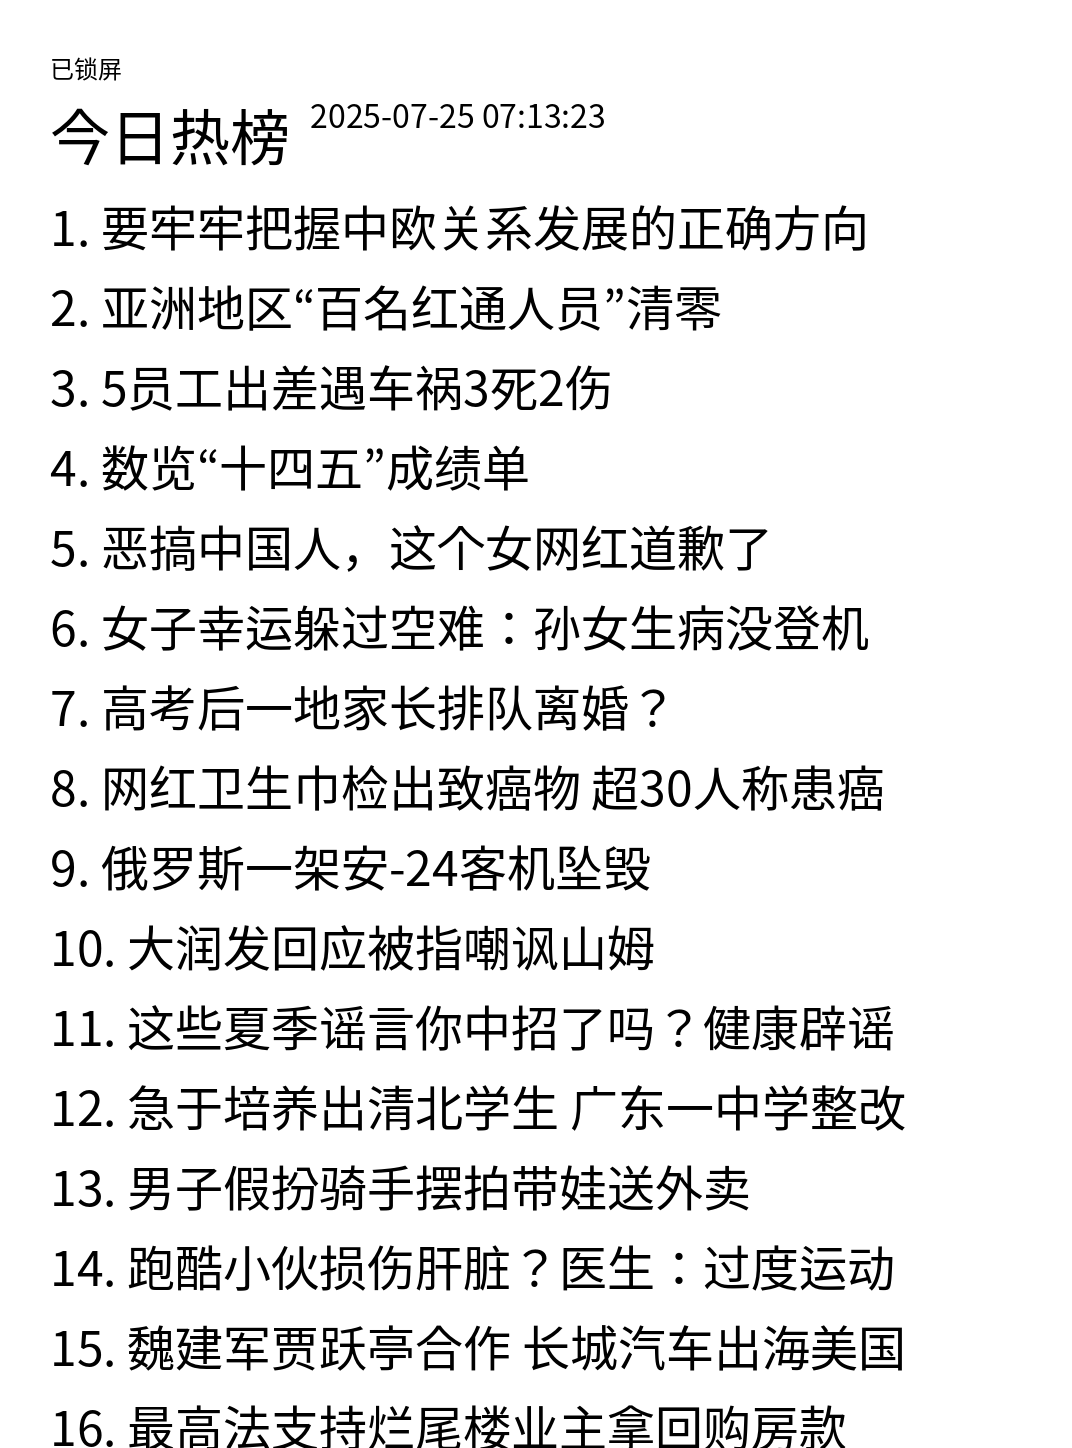 已锁屏
今日热榜 2025-07-25 07:13:23
1. 要牢牢把握中欧关系发展的正确方向
2. 亚洲地区“百名红通人员”清零
3. 5员工出差遇车祸3死2伤
4. 数览“十四五”成绩单
5. 恶搞中国人，这个女网红道歉了
6. 女子幸运躲过空难：孙女生病没登机
7. 高考后一地家长排队离婚？
8. 网红卫生巾检出致癌物 超30人称患癌
9. 俄罗斯一架安-24客机坠毁
10. 大润发回应被指嘲讽山姆
11. 这些夏季谣言你中招了吗？健康辟谣
12. 急于培养出清北学生 广东一中学整改
13. 男子假扮骑手摆拍带娃送外卖
14. 跑酷小伙损伤肝脏？医生：过度运动
15. 魏建军贾跃亭合作 长城汽车出海美国
16. 最高法支持烂尾楼业主拿回购房款